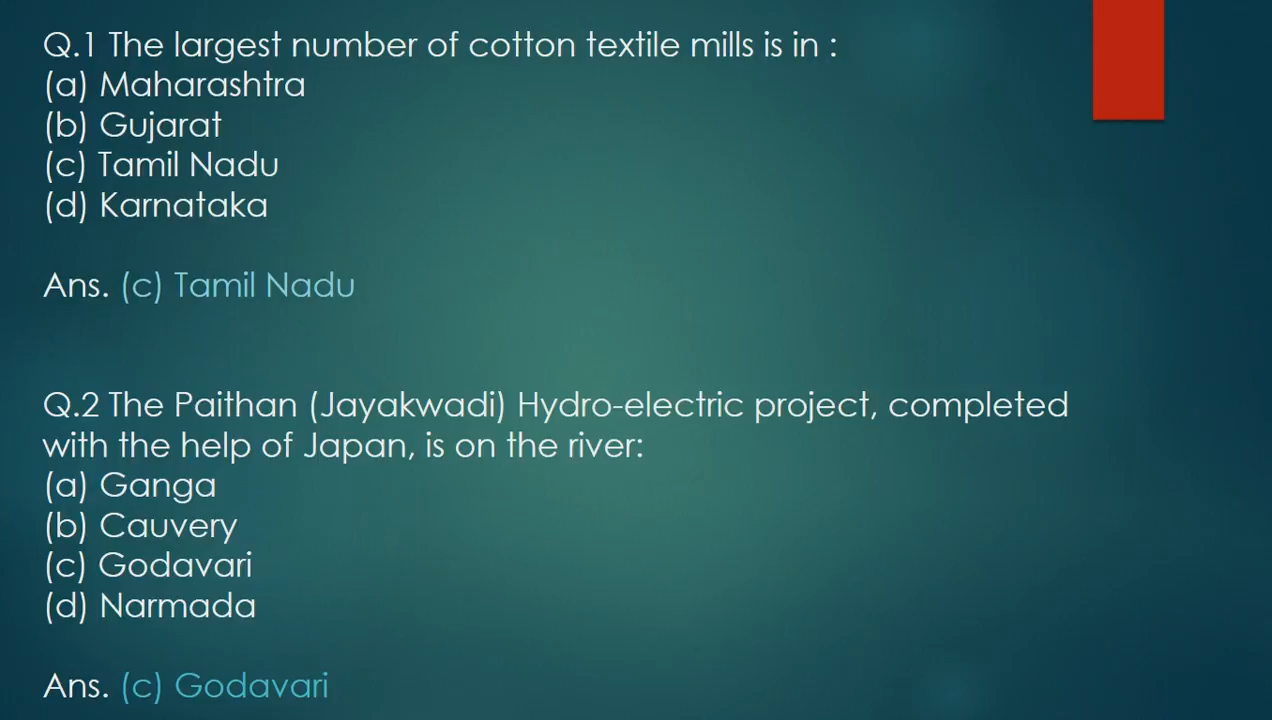 Q.1 The largest number of cotton textile mills is in :
(a) Maharashtra
(b) Gujarat
(c) Tamil Nadu
(d) Karnataka
Ans. (c) Tamil Nadu
Q.2 The Paithan (Jayakwadi) Hydro-electric project, completed
with the help of Japan, is on the river:
(a) Ganga
(b) Cauvery
(c) Godavari
(d) Narmada
Ans. (c) Godavari